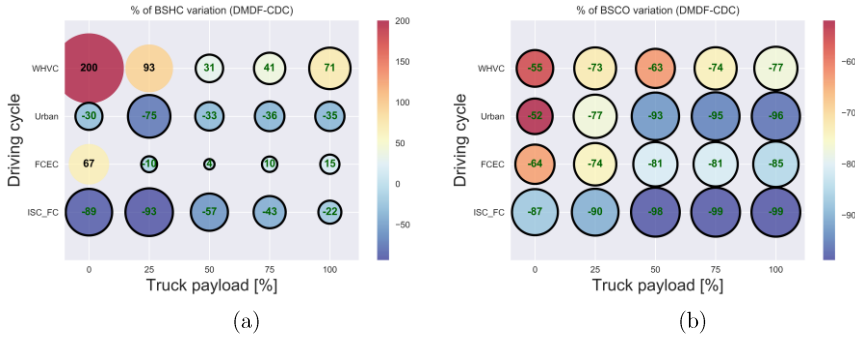 % of BSHC variation (DMDF-CDC)
Driving cycle
WHVC 200 93 31 41 71
Urban -30 -75 -33 -36 -35
FCEC 67 -10 4 10 15
ISC_FC -89 -93 -57 -43 -22
0 25 50 75 100
Truck payload [%]
200
150
100
50
0
−50
(a)
% of BSCO variation (DMDF-CDC)
Driving cycle
WHVC -55 -73 -63 -74 -77
Urban -52 -77 -93 -95 -96
FCEC -64 -74 -81 -81 -85
ISC_FC -87 -90 -98 -99 -99
0 25 50 75 100
Truck payload [%]
−60
−70
−80
−90
(b)